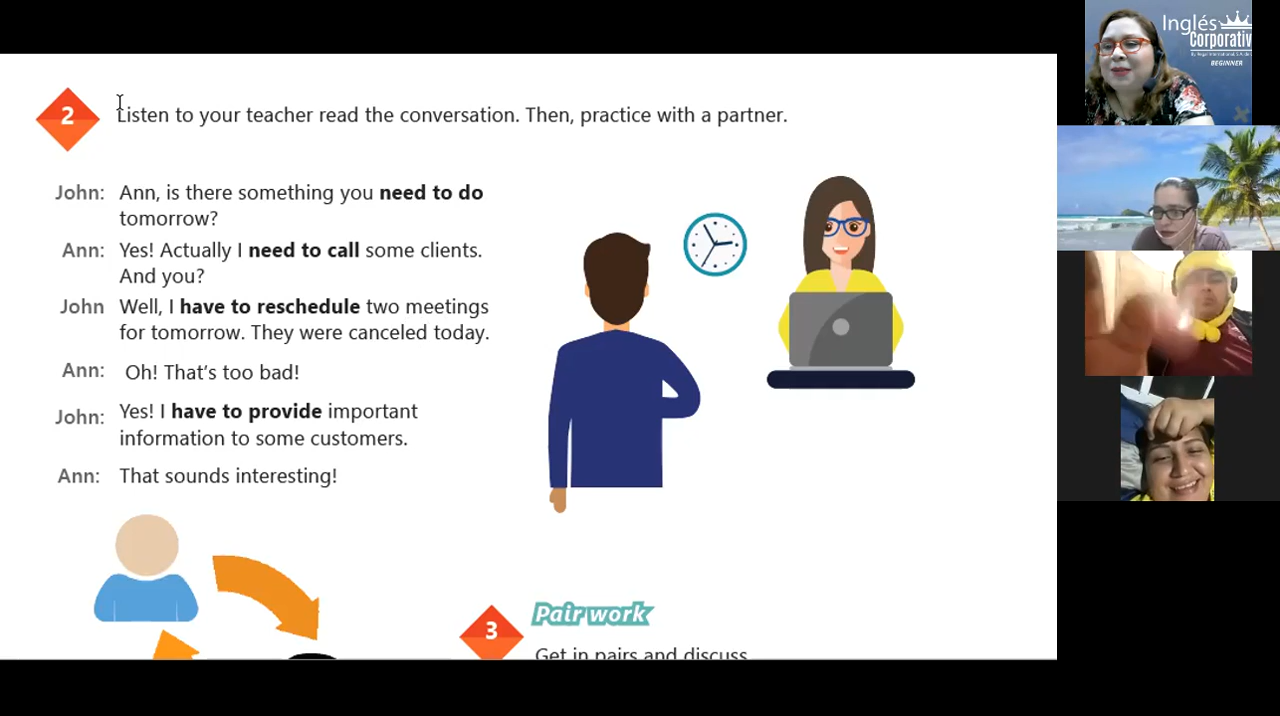 Inglés
Corporativ
BEGINNER
2
Listen to your teacher read the conversation. Then, practice with a partner.
John: Ann, is there something you need to do
tomorrow?
Ann: Yes! Actually I need to call some clients.
And you?
John Well, I have to reschedule two meetings
for tomorrow. They were canceled today.
Ann: Oh! That's too bad!
John: Yes! I have to provide important
information to some customers.
Ann: That sounds interesting!
3
Pair work
Get in pairs and discuss